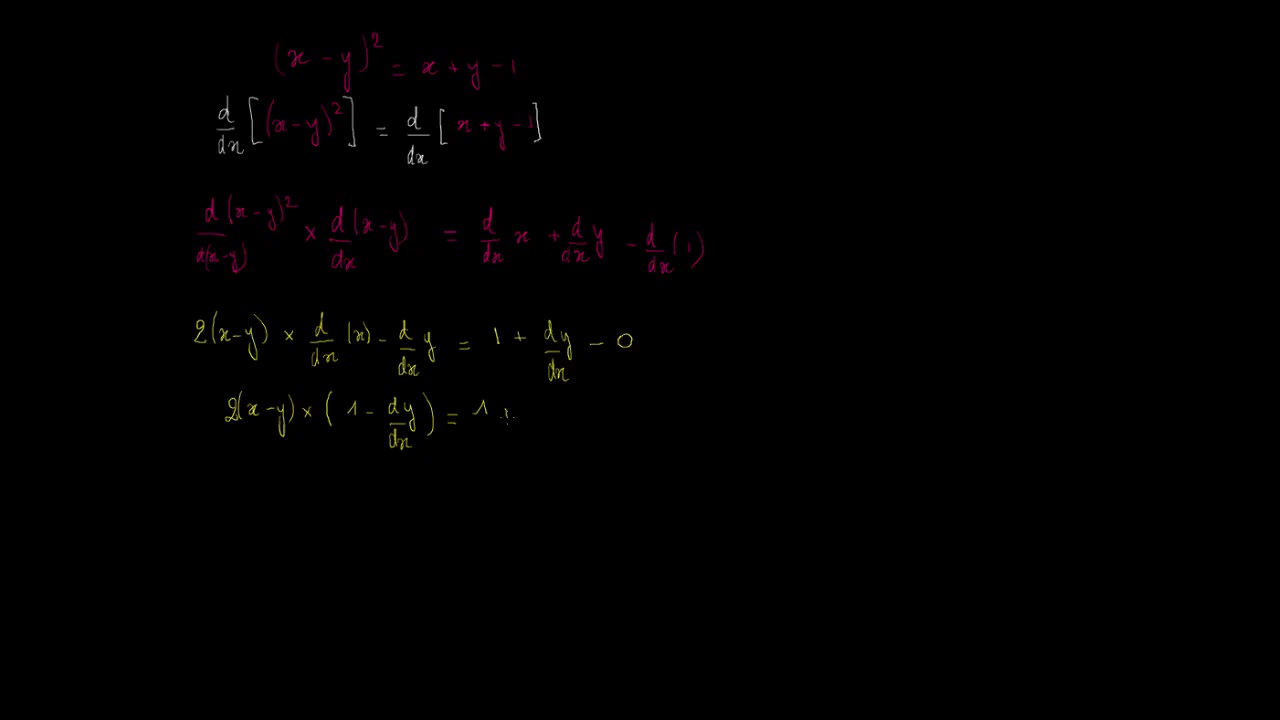 (x - y)² = x + y - 1
d/dx [(x - y)²] = d/dx [x + y - 1]
d(x - y)²/d(x - y) × d(x - y)/dx = d/dx x + d/dx y - d/dx (1)
2(x - y) × d/dx (x) - d/dx y = 1 + dy/dx - 0
2(x - y) × (1 - dy/dx) = 1 +